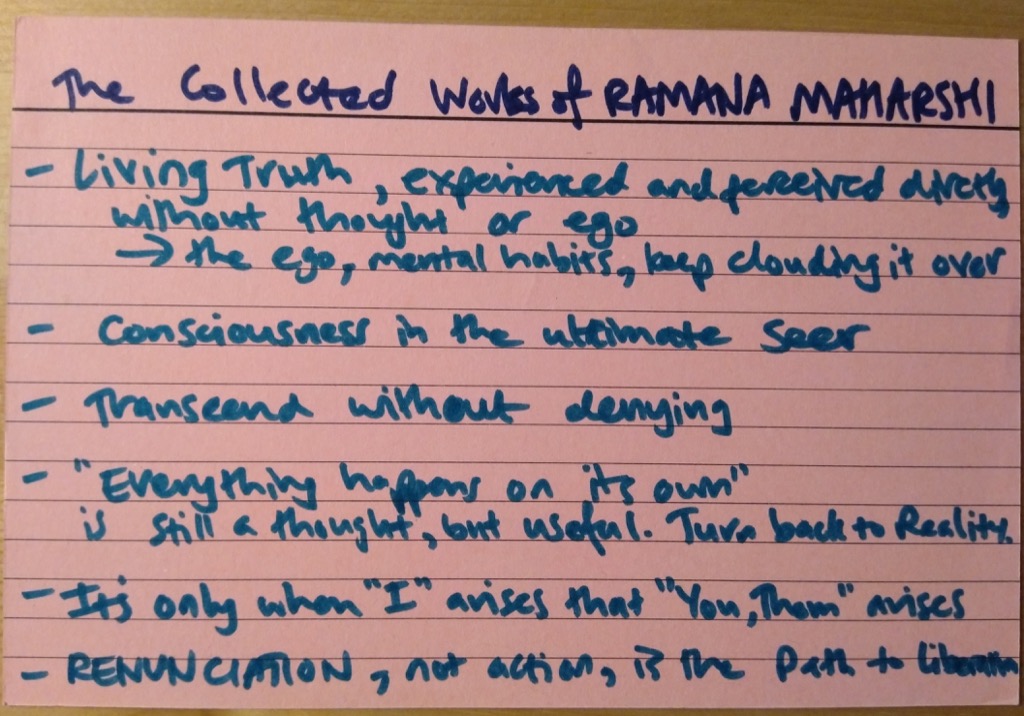 The Collected Works of RAMANA MAHARSHI
- Living Truth, experienced and perceived directly
without thought or ego
→ the ego, mental habits, keep clouding it over
- Consciousness is the ultimate Seer
- Transcend without denying
- "Everything happens on its own"
is still a thought, but useful. Turn back to Reality.
- It's only when "I" arises that "You, Them" arises
- RENUNCIATION, not action, is the path to liberation